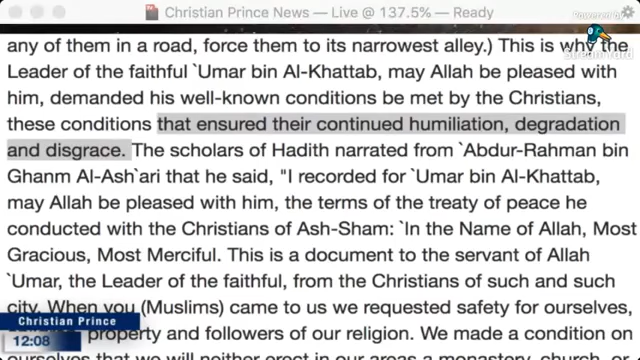 Christian Prince News — Live @ 137.5% — Ready
Powered by
any of them in a road, force them to its narrowest alley.) This is why the
Leader of the faithful `Umar bin Al-Khattab, may Allah be pleased with
him, demanded his well-known conditions be met by the Christians,
these conditions that ensured their continued humiliation, degradation
and disgrace. The scholars of Hadith narrated from `Abdur-Rahman bin
Ghanm Al-Ash`ari that he said, "I recorded for `Umar bin Al-Khattab,
may Allah be pleased with him, the terms of the treaty of peace he
conducted with the Christians of Ash-Sham: `In the Name of Allah, Most
Gracious, Most Merciful. This is a document to the servant of Allah
`Umar, the Leader of the faithful, from the Christians of such and such
city. When you (Muslims) came to us we requested safety for ourselves,
Christian Prince
property and followers of our religion. We made a condition on
12:08
ourselves that we will neither erect in our areas a monastery, church, or